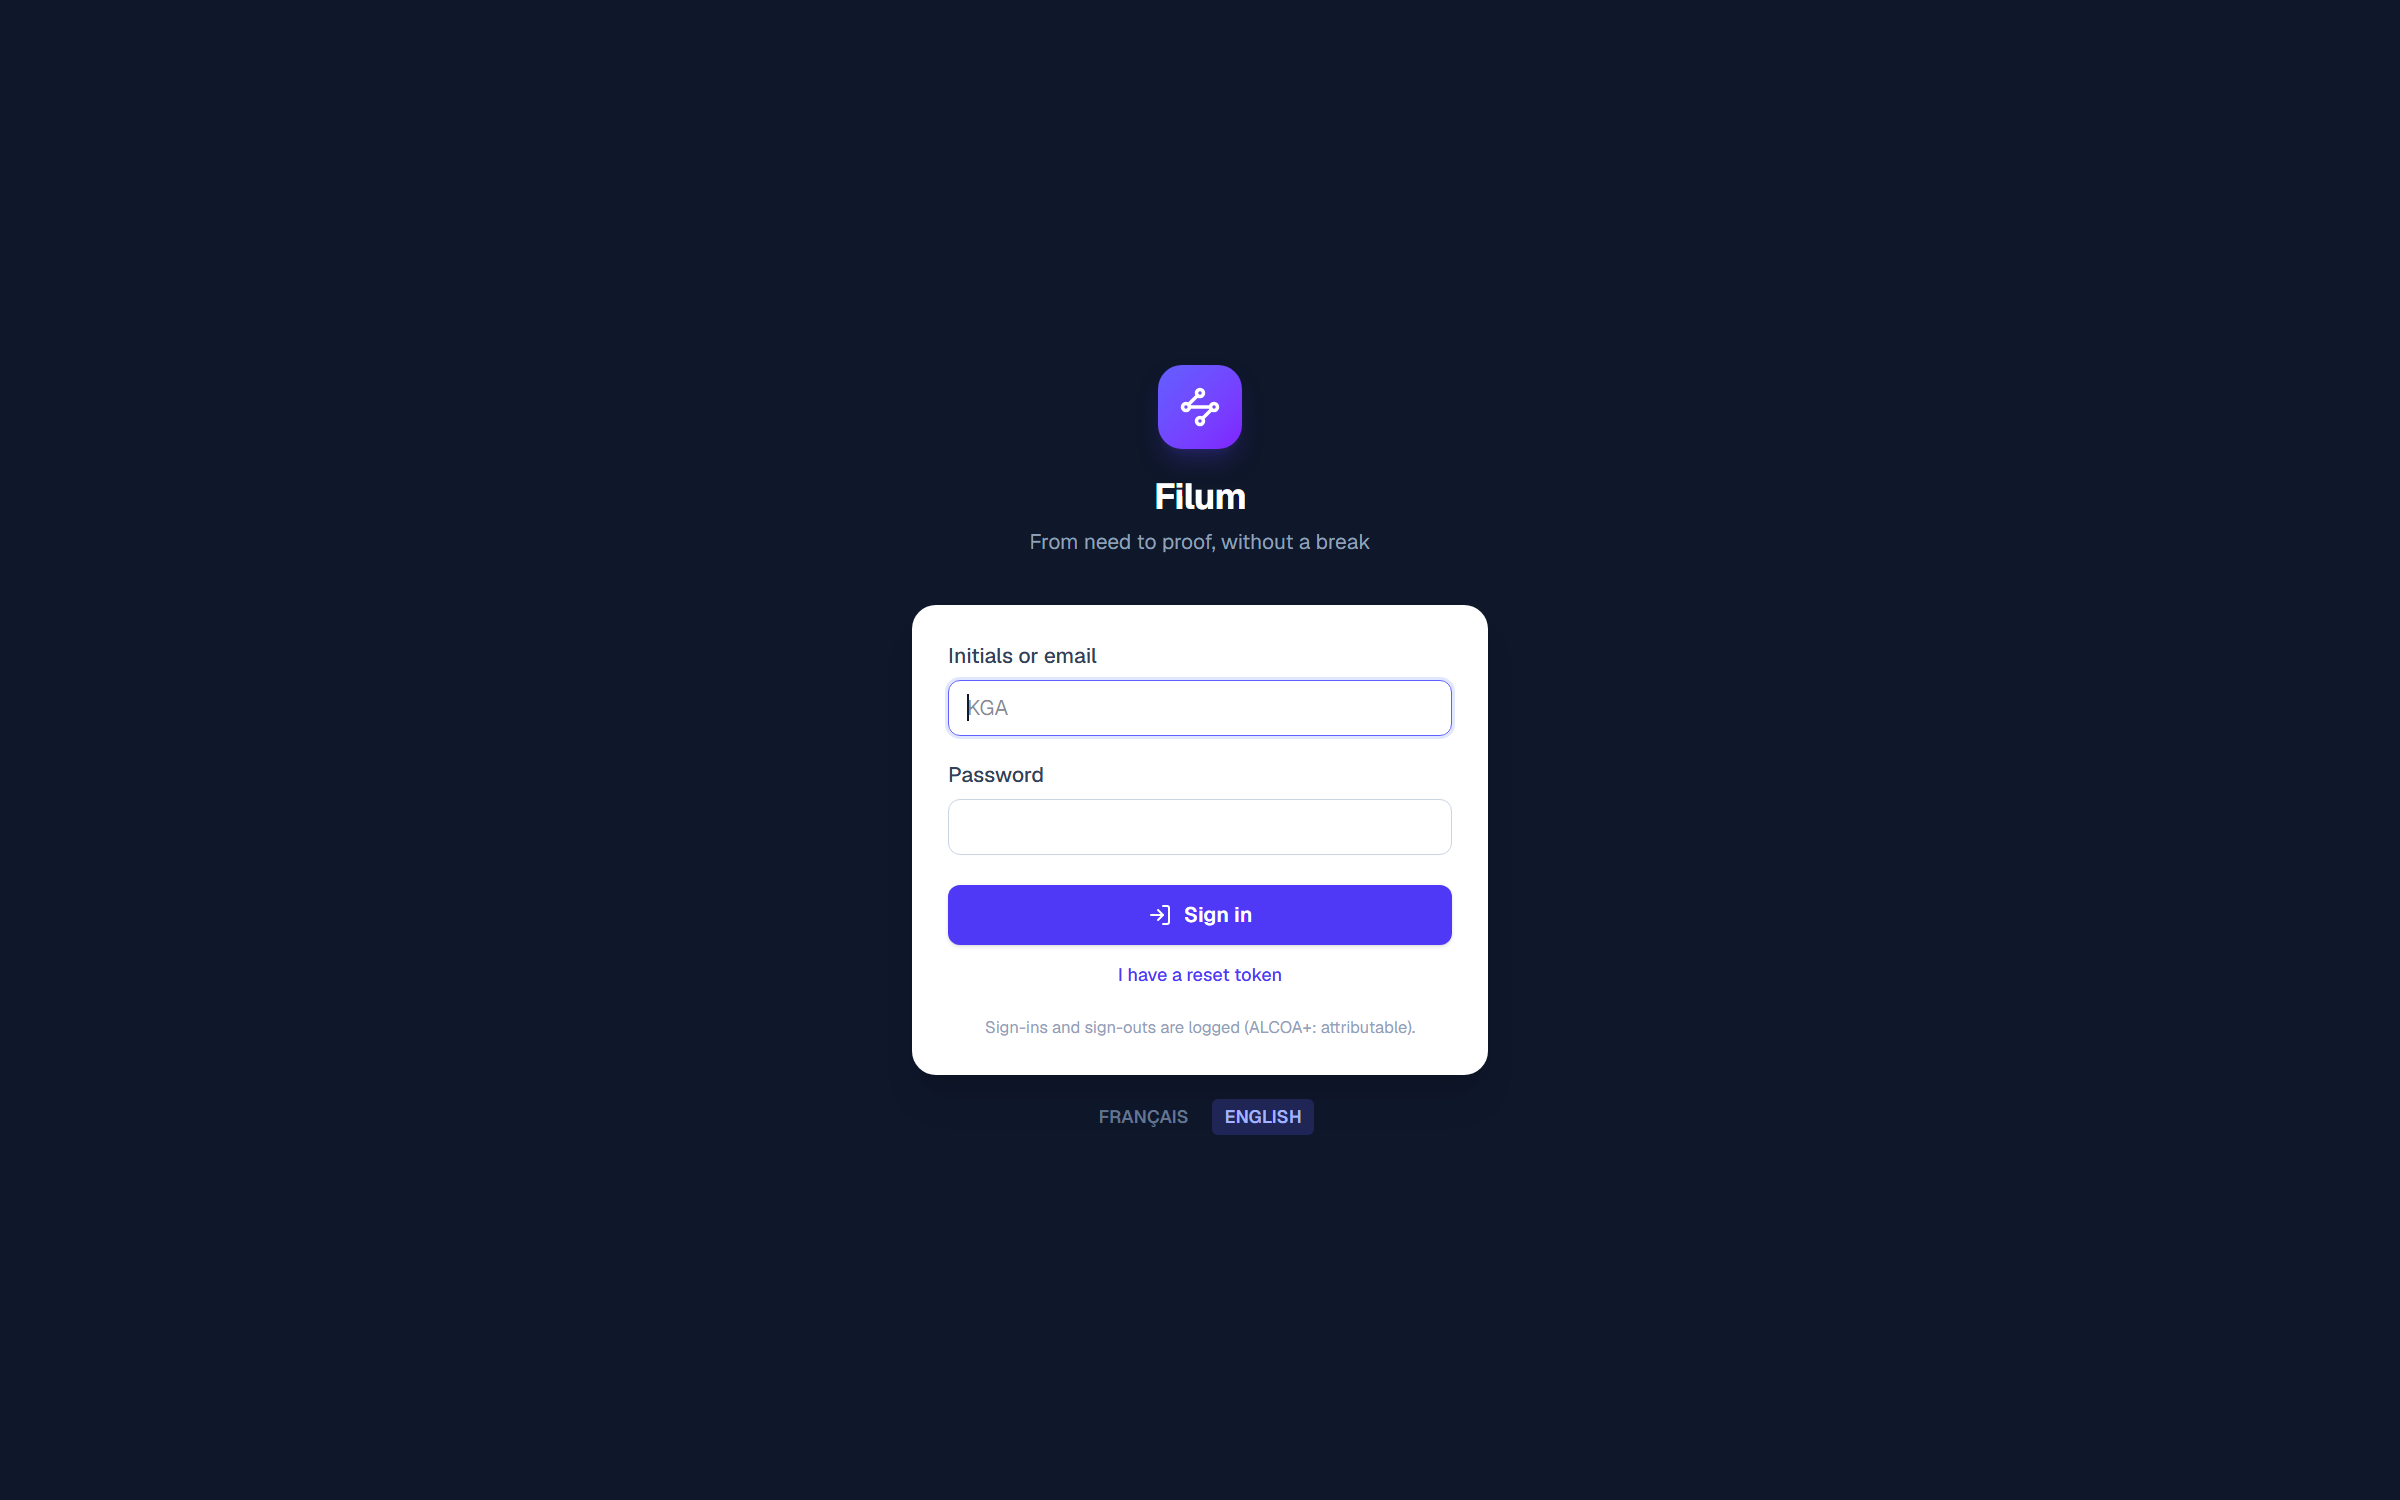 Filum
From need to proof, without a break
Initials or email
KGA
Password
Sign in
I have a reset token
Sign-ins and sign-outs are logged (ALCOA+: attributable).
FRANÇAIS ENGLISH